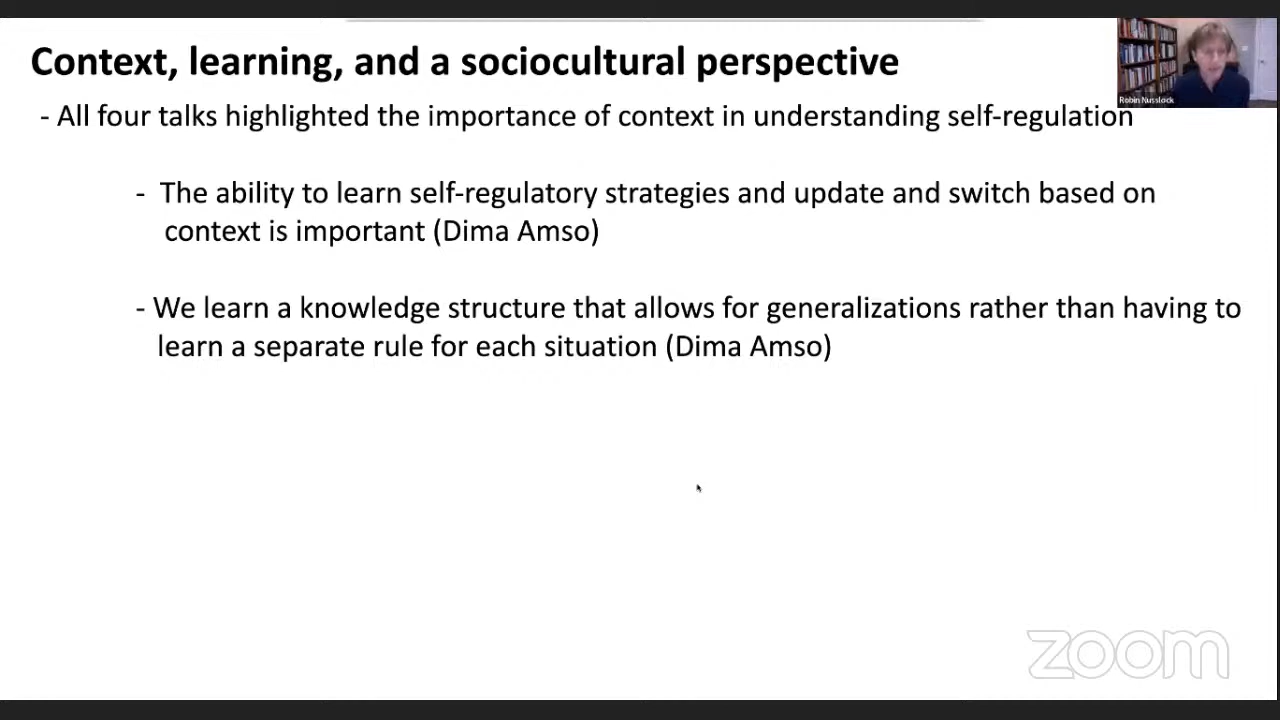 Context, learning, and a sociocultural perspective
- All four talks highlighted the importance of context in understanding self-regulation
- The ability to learn self-regulatory strategies and update and switch based on
context is important (Dima Amso)
- We learn a knowledge structure that allows for generalizations rather than having to
learn a separate rule for each situation (Dima Amso)
Robin Nusslock
zoom